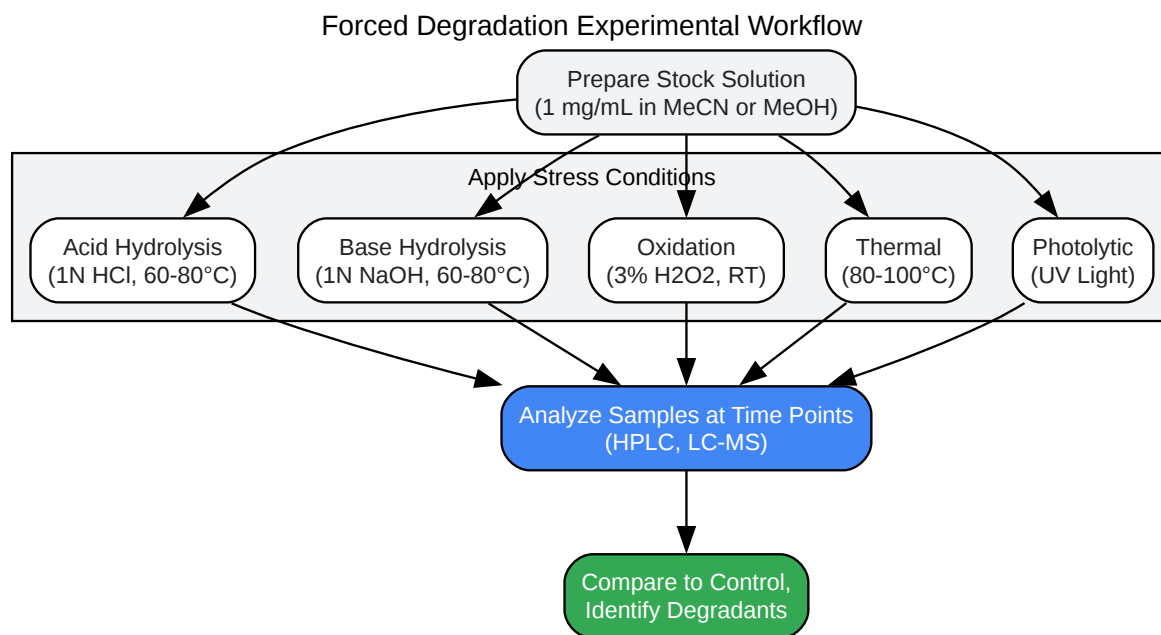 Forced Degradation Experimental Workflow
Prepare Stock Solution
(1 mg/mL in MeCN or MeOH)
Apply Stress Conditions
Acid Hydrolysis
(1N HCl, 60-80°C)
Base Hydrolysis
(1N NaOH, 60-80°C)
Oxidation
(3% H2O2, RT)
Thermal
(80-100°C)
Photolytic
(UV Light)
Analyze Samples at Time Points
(HPLC, LC-MS)
Compare to Control,
Identify Degradants